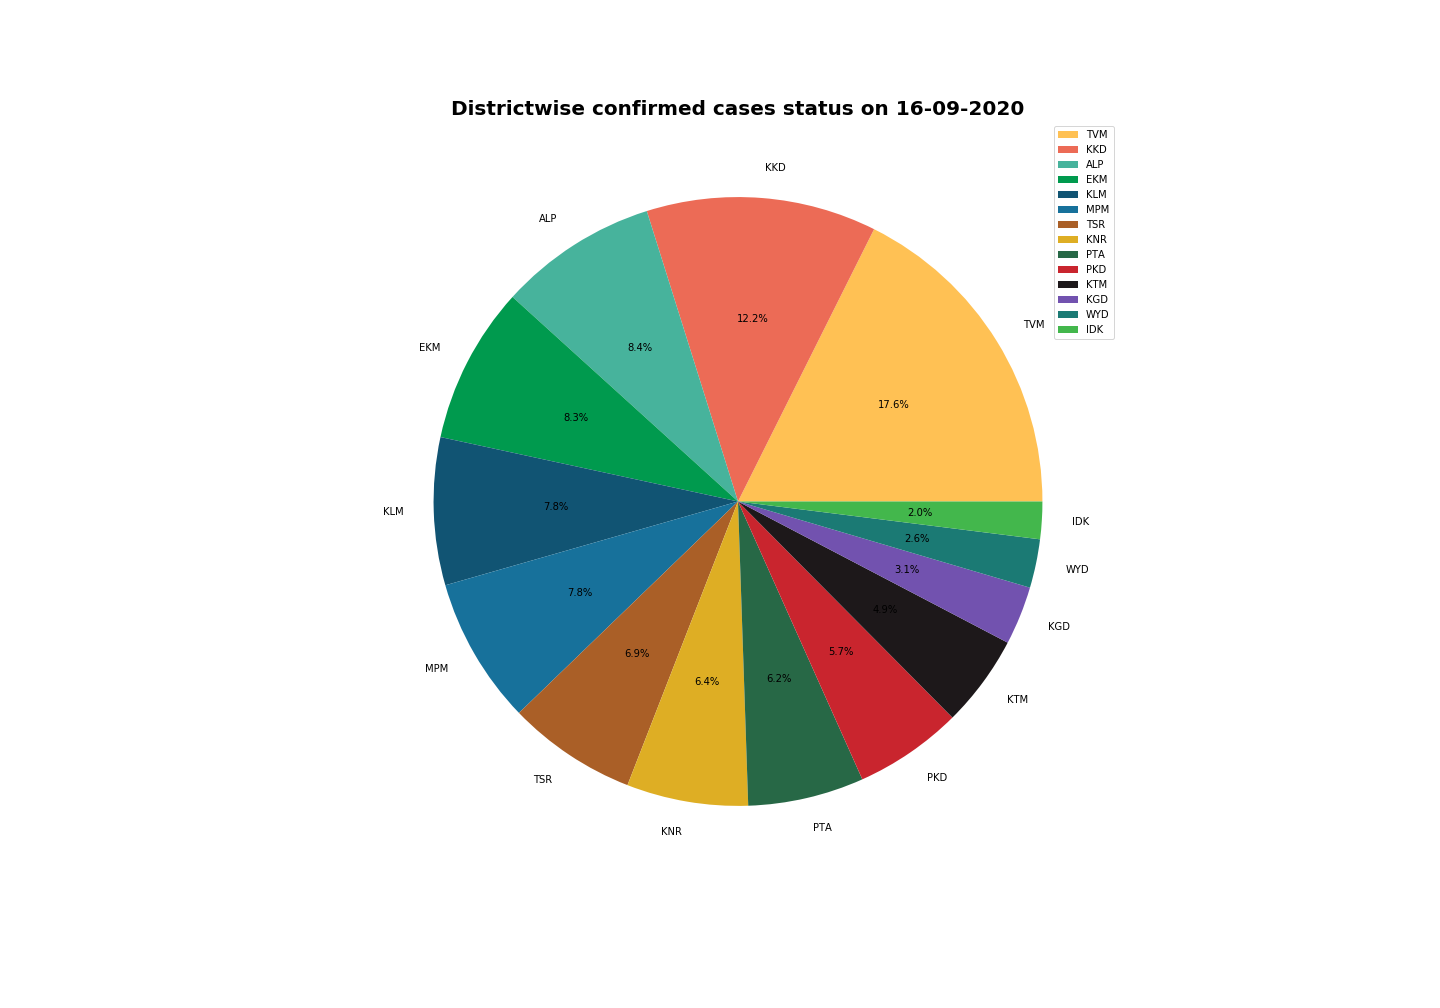 Districtwise confirmed cases status on 16-09-2020
TVM
KKD
ALP
EKM
KLM
MPM
TSR
KNR
PTA
PKD
KTM
KGD
WYD
IDK
KKD
ALP
TVM
EKM
KLM
MPM
TSR
KNR
PTA
PKD
KTM
KGD
WYD
IDK
12.2%
8.4%
17.6%
8.3%
7.8%
7.8%
6.9%
6.4%
6.2%
5.7%
4.9%
3.1%
2.6%
2.0%